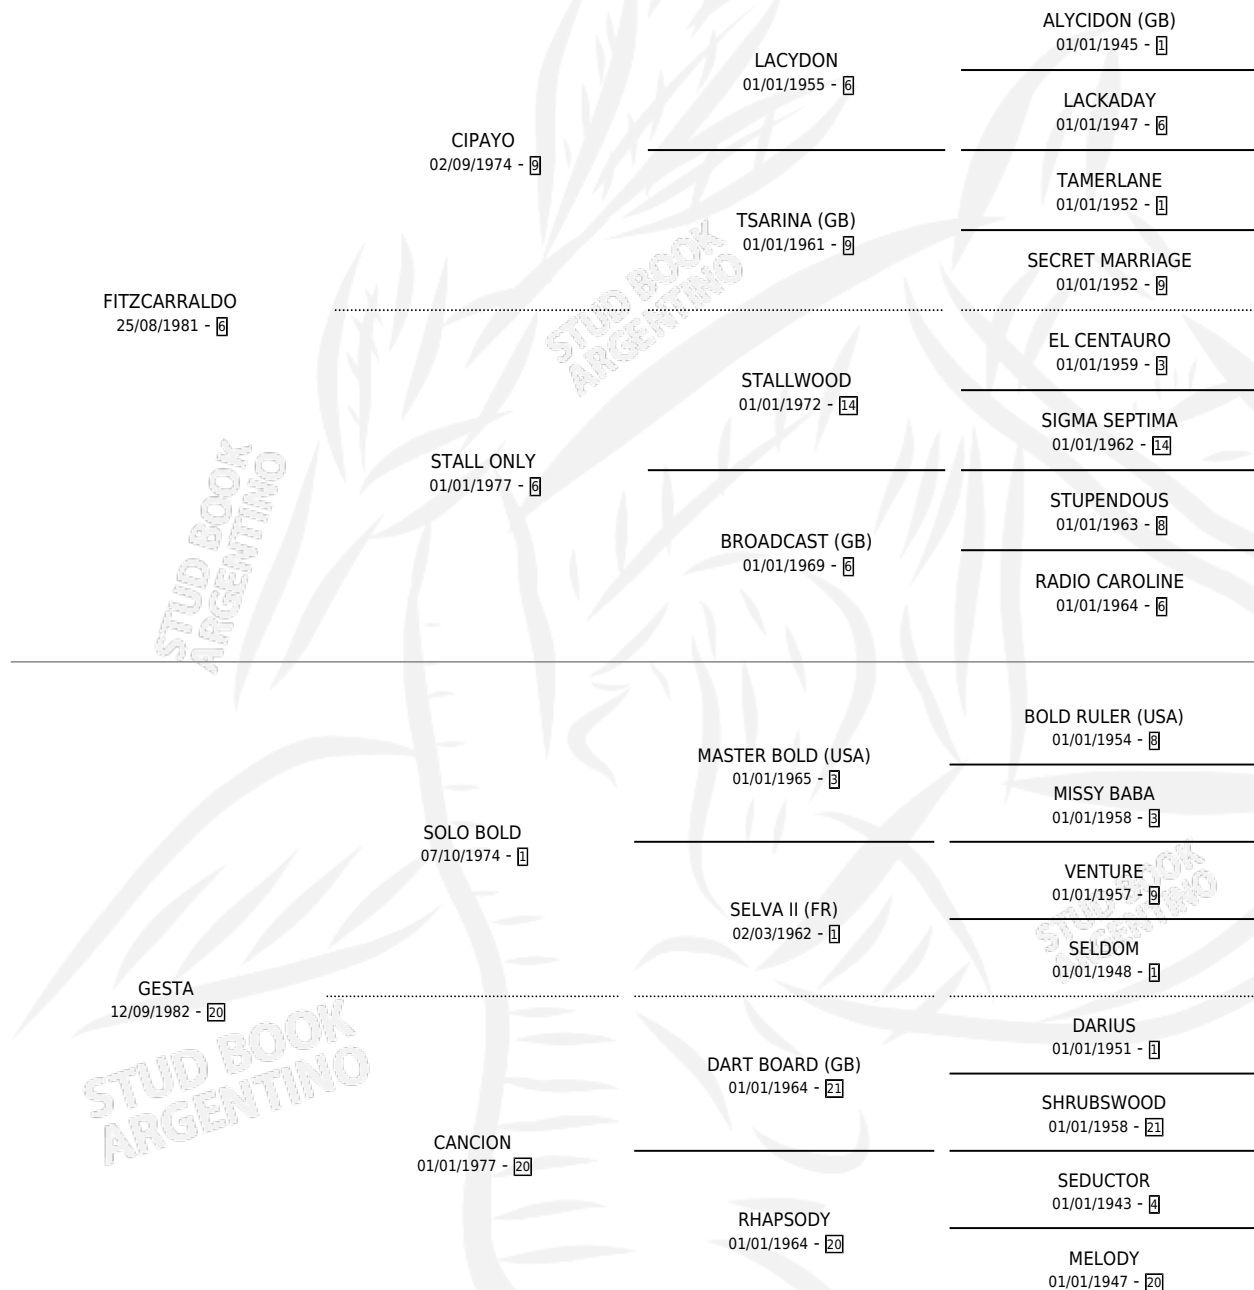 ALYCIDON (GB)
01/01/1945 - 1
LACYDON
01/01/1955 - 6
LACKADAY
01/01/1947 - 6
CIPAYO
02/09/1974 - 9
TAMERLANE
01/01/1952 - 1
TSARINA (GB)
01/01/1961 - 9
SECRET MARRIAGE
01/01/1952 - 9
FITZCARRALDO
25/08/1981 - 6
STUD BOOK
ARGENTINO
EL CENTAURO
01/01/1959 - 3
STALLWOOD
01/01/1972 - 14
SIGMA SEPTIMA
01/01/1962 - 14
STALL ONLY
01/01/1977 - 6
STUPENDOUS
01/01/1963 - 8
BROADCAST (GB)
01/01/1969 - 6
RADIO CAROLINE
01/01/1964 - 6
STUD BOOK
ARGENTINO
BOLD RULER (USA)
01/01/1954 - 8
MASTER BOLD (USA)
01/01/1965 - 3
MISSY BABA
01/01/1958 - 3
SOLO BOLD
07/10/1974 - 1
VENTURE
01/01/1957 - 9
SELVA II (FR)
02/03/1962 - 1
STUD BOOK
ARGENTINO
SELDOM
01/01/1948 - 1
GESTA
12/09/1982 - 20
STUD BOOK
ARGENTINO
DARIUS
01/01/1951 - 1
DART BOARD (GB)
01/01/1964 - 21
SHRUBSWOOD
01/01/1958 - 21
CANCION
01/01/1977 - 20
SEDUCTOR
01/01/1943 - 4
RHAPSODY
01/01/1964 - 20
MELODY
01/01/1947 - 20